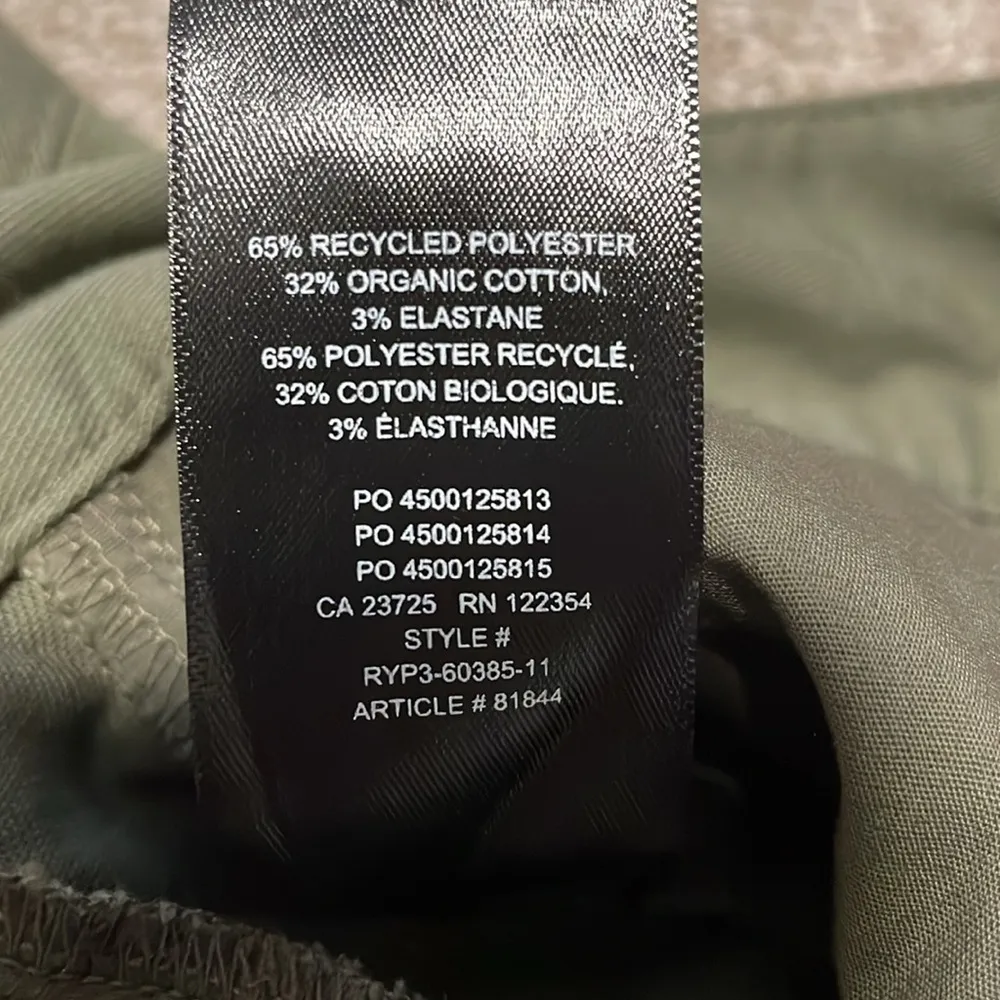 65% RECYCLED POLYESTER
32% ORGANIC COTTON,
3% ELASTANE
65% POLYESTER RECYCLÉ,
32% COTON BIOLOGIQUE.
3% ÉLASTHANNE
PO 4500125813
PO 4500125814
PO 4500125815
CA 23725 RN 122354
STYLE #
RYP3-60385-11
ARTICLE # 81844